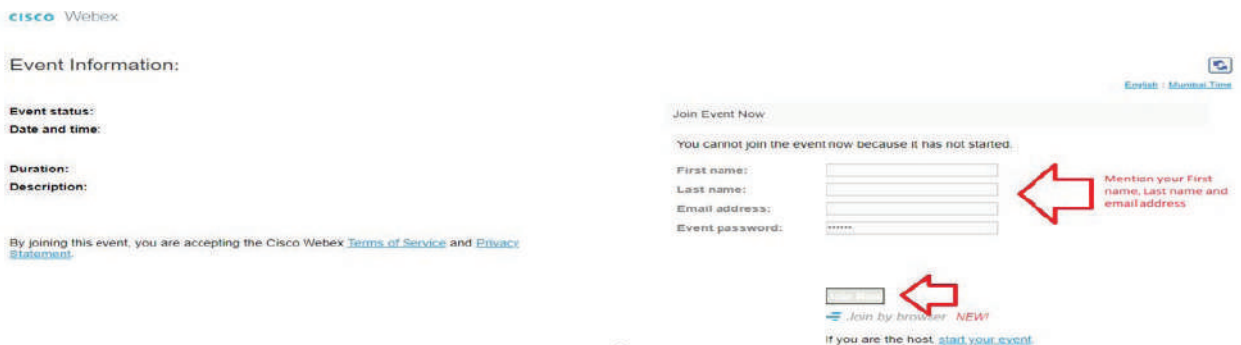 CISCO Webex
Event Information:
English : Mumbai Time
Event status:
Date and time:
Duration:
Description:
By joining this event, you are accepting the Cisco Webex Terms of Service and Privacy
Statement.
Join Event Now
You cannot join the event now because it has not started.
First name:
Last name:
Email address:
Event password:
••••••
Mention your First
name, Last name and
email address
Join Now
Join by browser NEW!
If you are the host, start your event.